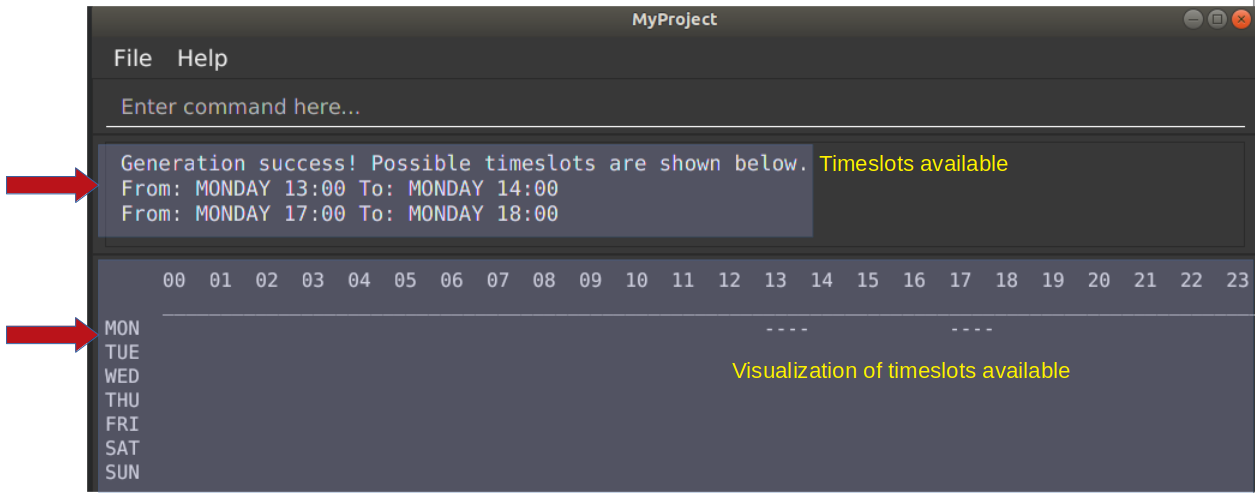 MyProject
File Help
Enter command here...
Generation success! Possible timeslots are shown below. Timeslots available
From: MONDAY 13:00 To: MONDAY 14:00
From: MONDAY 17:00 To: MONDAY 18:00
00 01 02 03 04 05 06 07 08 09 10 11 12 13 14 15 16 17 18 19 20 21 22 23
MON ---- ----
TUE
WED Visualization of timeslots available
THU
FRI
SAT
SUN